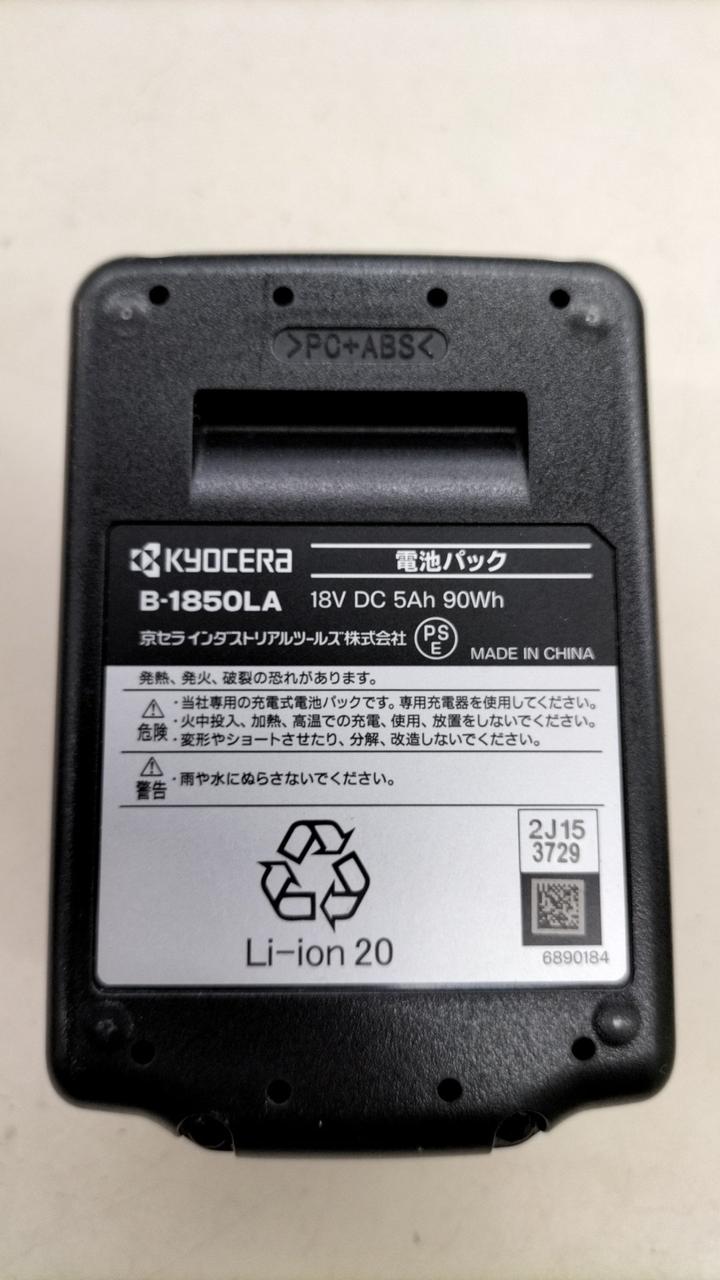 >PC+ABS<
KYOCERA
電池パック
B-1850LA 18V DC 5Ah 90Wh
京セラインダストリアルツールズ株式会社 PSE MADE IN CHINA
発熱、発火、破裂の恐れがあります。
危険
・当社専用の充電式電池パックです。専用充電器を使用してください。
・火中投入、加熱、高温での充電、使用、放置をしないでください。
・変形やショートさせたり、分解、改造しないでください。
警告
・雨や水にぬらさないでください。
2J15
3729
Li-ion 20
6890184